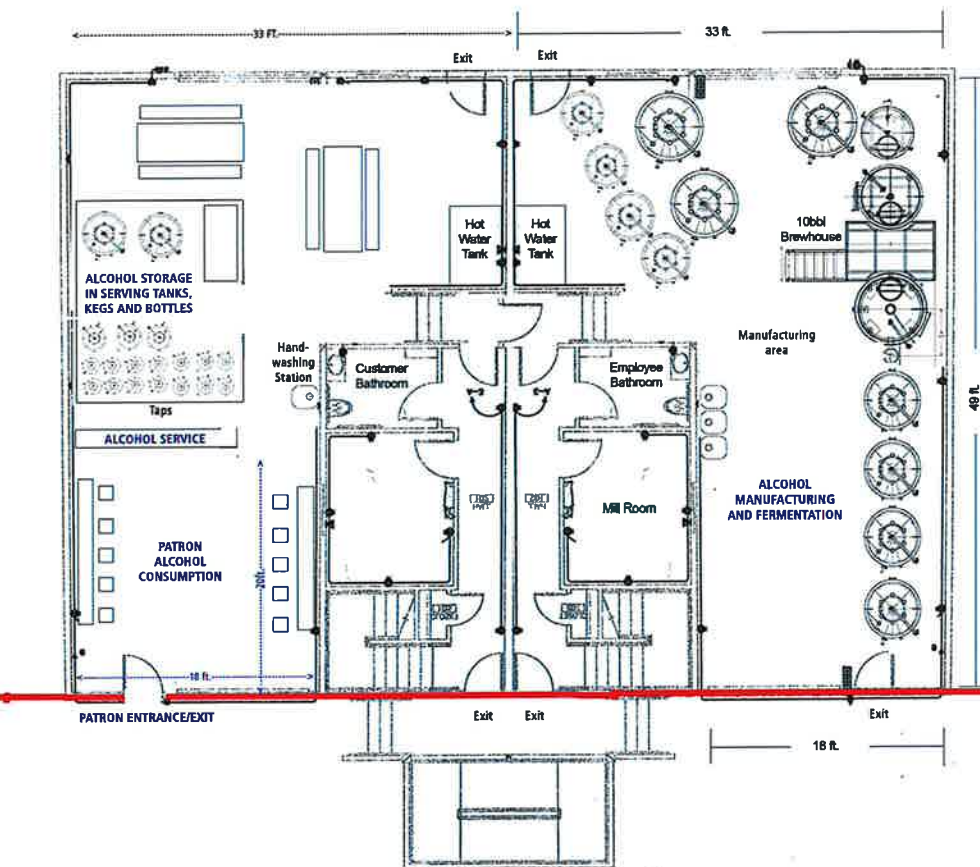 33 FT.
33 ft.
Exit
Exit
Hot
Water
Tank
Hot
Water
Tank
10bbl
Brewhouse
ALCOHOL STORAGE
IN SERVING TANKS,
KEGS AND BOTTLES
Manufacturing
area
Hand-
washing
Station
Customer
Bathroom
Employee
Bathroom
49 ft.
Taps
ALCOHOL SERVICE
ALCOHOL
MANUFACTURING
AND FERMENTATION
Mill Room
PATRON
ALCOHOL
CONSUMPTION
20ft.
18 ft.
PATRON ENTRANCE/EXIT
Exit
Exit
Exit
18 ft.